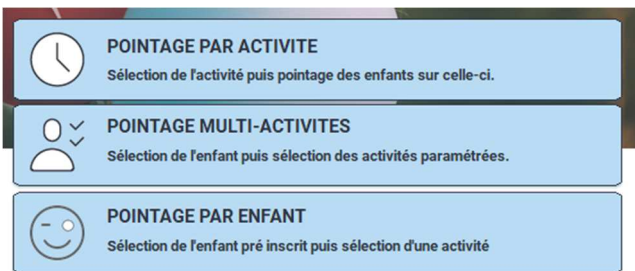 POINTAGE PAR ACTIVITE
Sélection de l'activité puis pointage des enfants sur celle-ci.
POINTAGE MULTI-ACTIVITES
Sélection de l'enfant puis sélection des activités paramétrées.
POINTAGE PAR ENFANT
Sélection de l'enfant pré inscrit puis sélection d'une activité